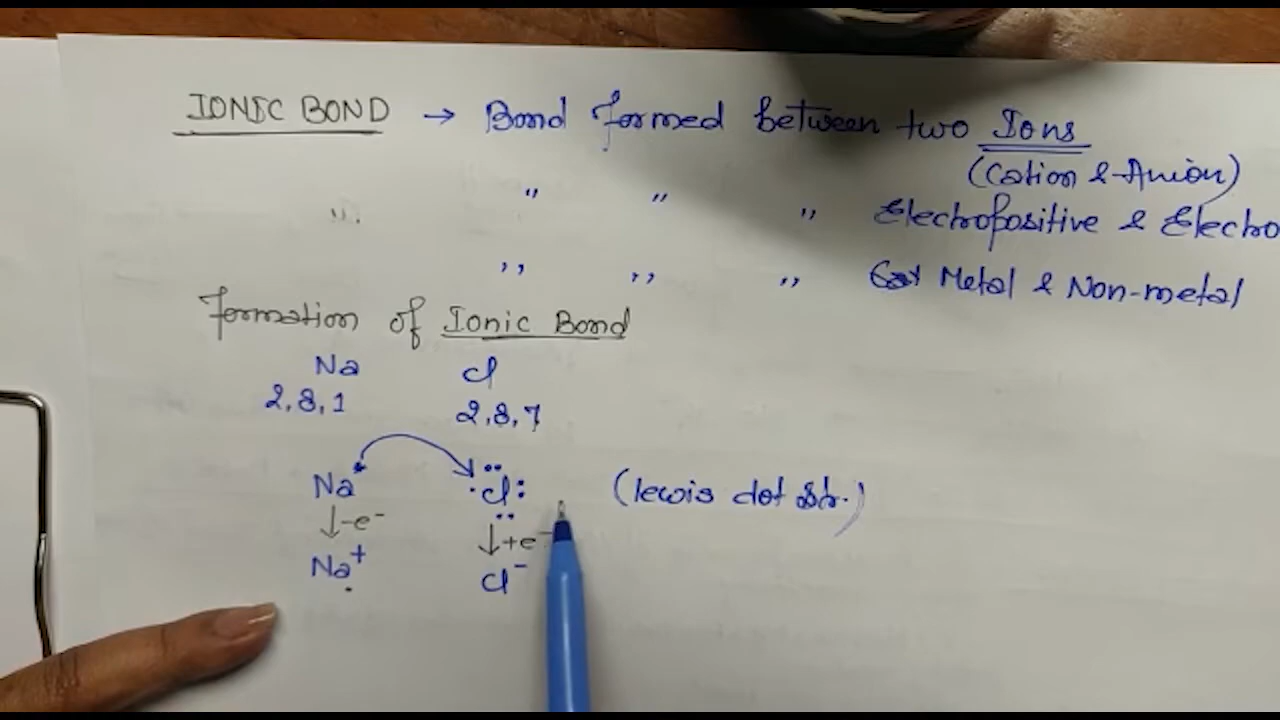 IONIC BOND → Bond formed between two Ions
(Cation & Anion)
" " " Electropositive & Electro
,, ,, ,, Metal & Non-metal
Formation of Ionic Bond
Na Cl
2,8,1 2,8,7
Na Cl (lewis dot str.)
↓-e⁻ ↓+e⁻
Na⁺ Cl⁻